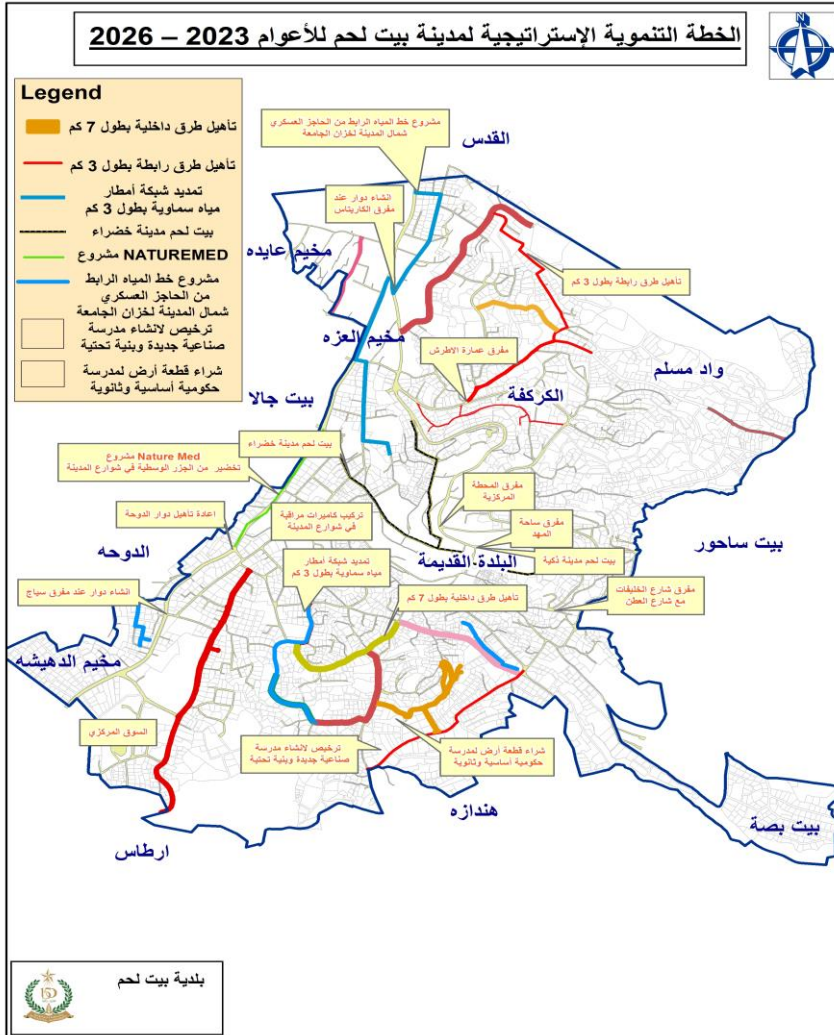 الخطة التنموية الإستراتيجية لمدينة بيت لحم للأعوام 2023 – 2026
N
Legend
تأهيل طرق داخلية بطول 7 كم
تأهيل طرق رابطة بطول 3 كم
تمديد شبكة أمطار
مياه سماوية بطول 3 كم
بيت لحم مدينة خضراء
مشروع NATUREMED
مشروع خط المياه الرابط
من الحاجز العسكري
شمال المدينة لخزان الجامعة
ترخيص لانشاء مدرسة
صناعية جديدة وبنية تحتية
شراء قطعة أرض لمدرسة
حكومية أساسية وثانوية
مشروع خط المياه الرابط من الحاجز العسكري
شمال المدينة لخزان الجامعة
القدس
انشاء دوار عند
مفرق الكاريتاس
مخيم عايده
تأهيل طرق رابطة بطول 3 كم
مخيم العزه
مفرق عمارة الاطرش
واد مسلم
بيت جالا
الكركفة
بيت لحم مدينة خضراء
مشروع Nature Med
تخضير من الجزر الوسطية في شوارع المدينة
مفرق المحطة
المركزية
اعادة تأهيل دوار الدوحة
تركيب كاميرات مراقبة
في شوارع المدينة
مفرق ساحة
المهد
بيت ساحور
الدوحه
تمديد شبكة أمطار
مياه سماوية بطول 3 كم
البلدة القديمة
بيت لحم مدينة ذكية
انشاء دوار عند مفرق سياج
تأهيل طرق داخلية بطول 7 كم
مفرق شارع الخليفات
مع شارع العطن
مخيم الدهيشه
السوق المركزي
ترخيص لانشاء مدرسة
صناعية جديدة وبنية تحتية
شراء قطعة أرض لمدرسة
حكومية أساسية وثانوية
هندازه
بيت بصة
ارطاس
بلدية بيت لحم
150